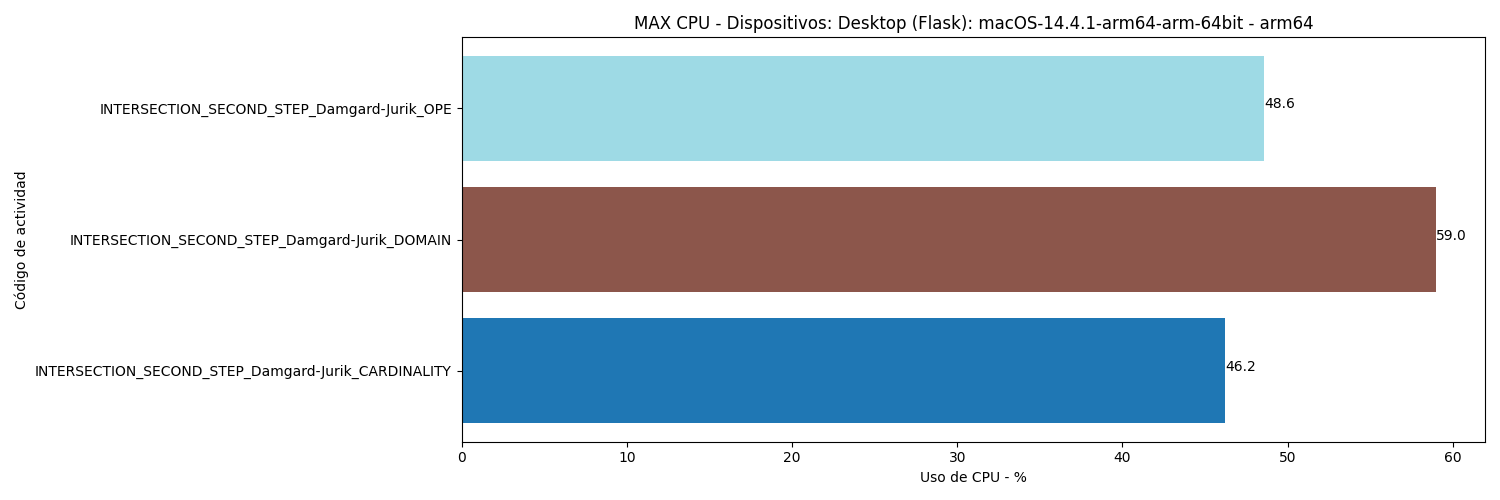 MAX CPU - Dispositivos: Desktop (Flask): macOS-14.4.1-arm64-arm-64bit - arm64
Código de actividad
INTERSECTION_SECOND_STEP_Damgard-Jurik_OPE
48.6
INTERSECTION_SECOND_STEP_Damgard-Jurik_DOMAIN
59.0
INTERSECTION_SECOND_STEP_Damgard-Jurik_CARDINALITY
46.2
0 10 20 30 40 50 60
Uso de CPU - %